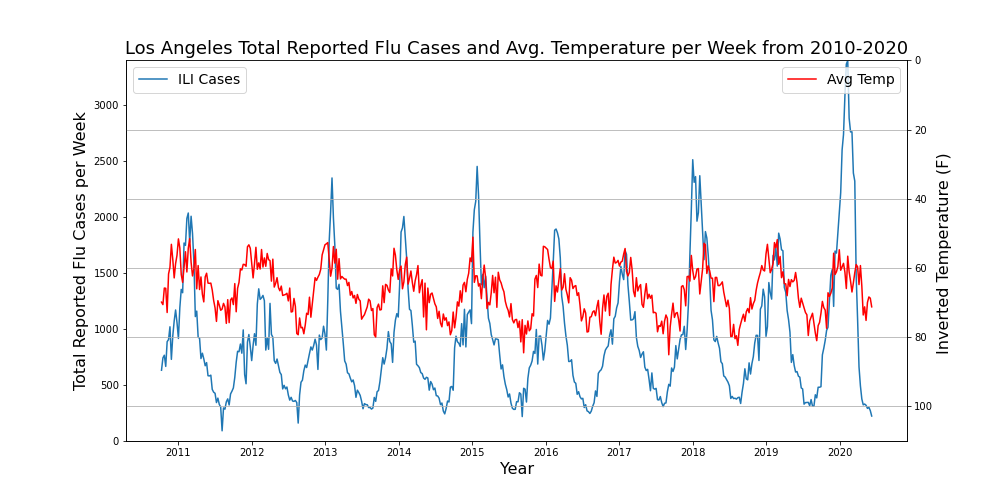 Los Angeles Total Reported Flu Cases and Avg. Temperature per Week from 2010-2020
ILI Cases
Avg Temp
Total Reported Flu Cases per Week
3000
2500
2000
1500
1000
500
0
0
20
40
60
80
100
Inverted Temperature (F)
2011 2012 2013 2014 2015 2016 2017 2018 2019 2020
Year